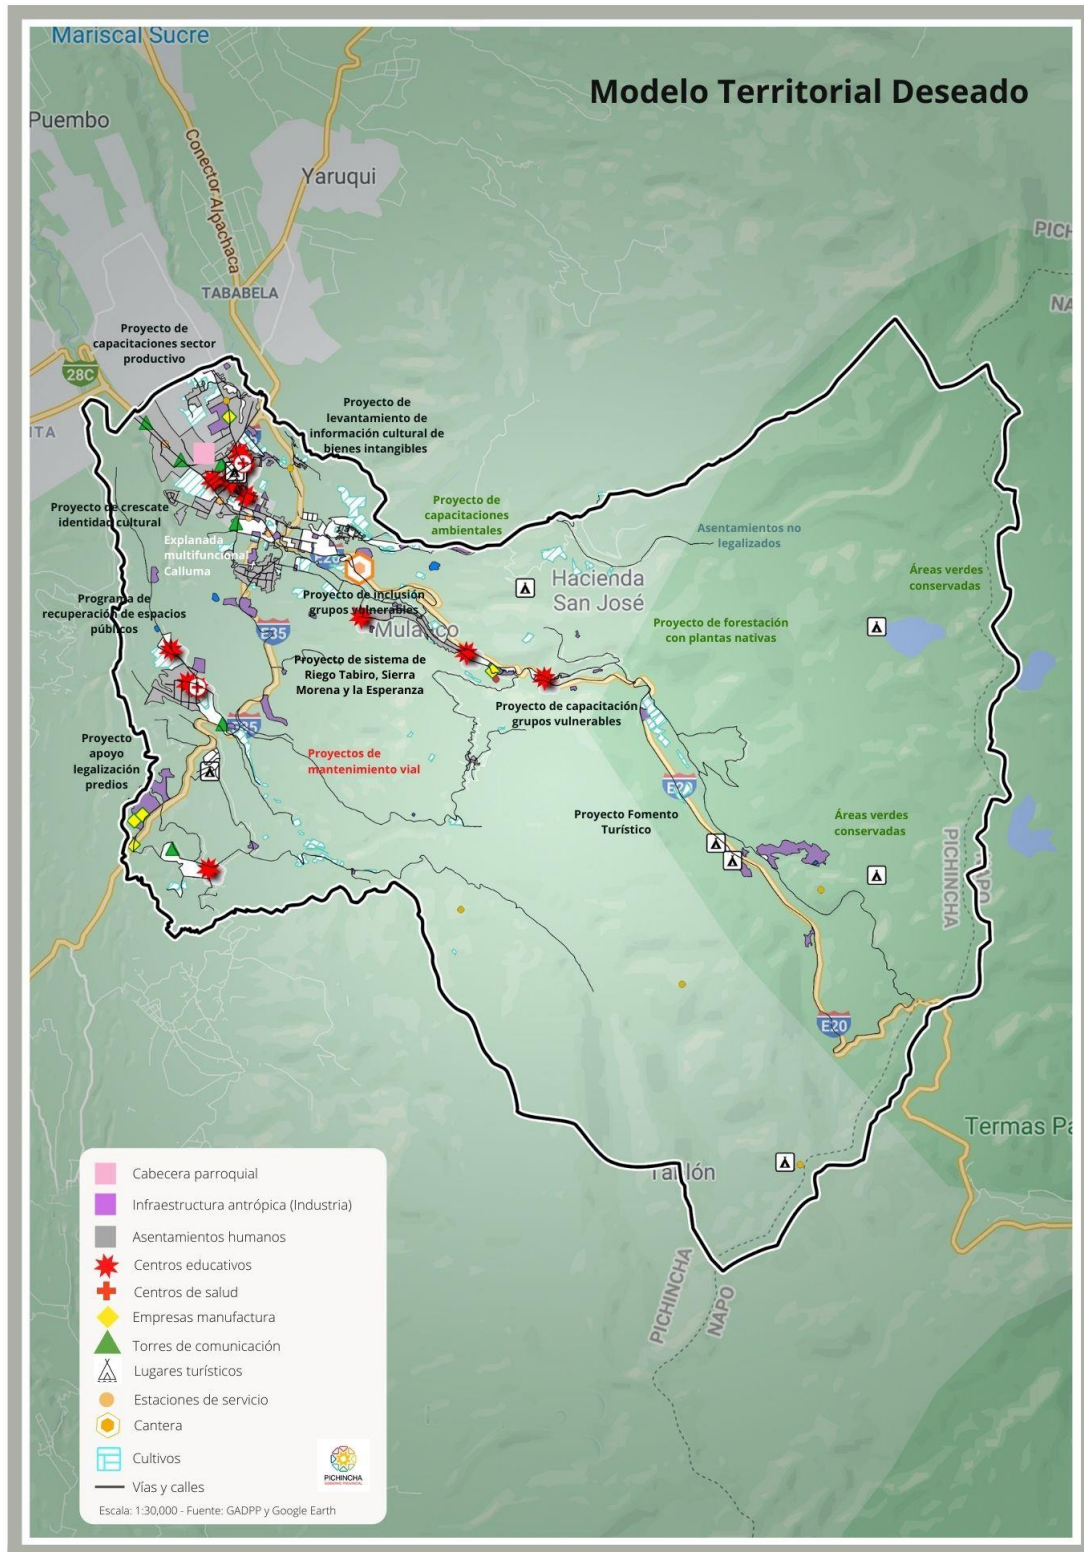 Mariscal Sucre
Modelo Territorial Deseado
Puembo
Conector Alpachaca
Yaruqui
PICH
NA
TABABELA
Proyecto de
capacitaciones sector
productivo
28C
ITA
Proyecto de
levantamiento de
información cultural de
bienes intangibles
Proyecto de crescate
identidad cultural
Proyecto de
capacitaciones
ambientales
Asentamientos no
legalizados
Explanada
multifuncional
Calluma
E20
Hacienda
San José
Áreas verdes
conservadas
Programa de
recuperación de espacios
públicos
Proyecto de inclusión
grupos vulnerables
E35
Proyecto de forestación
con plantas nativas
Proyecto de sistema de
Riego Tabiro, Sierra
Morena y la Esperanza
Proyecto de capacitación
grupos vulnerables
E35
Proyecto
apoyo
legalización
predios
Proyectos de
mantenimiento vial
E20
Proyecto Fomento
Turístico
Áreas verdes
conservadas
PICHINCHA
NAPO
E20
Termas Pa
PICHINCHA
NAPO
Cabecera parroquial
Infraestructura antrópica (Industria)
Asentamientos humanos
Centros educativos
Centros de salud
Empresas manufactura
Torres de comunicación
Lugares turísticos
Estaciones de servicio
Cantera
Cultivos
Vías y calles
PICHINCHA
Escala: 1:30,000 - Fuente: GADPP y Google Earth